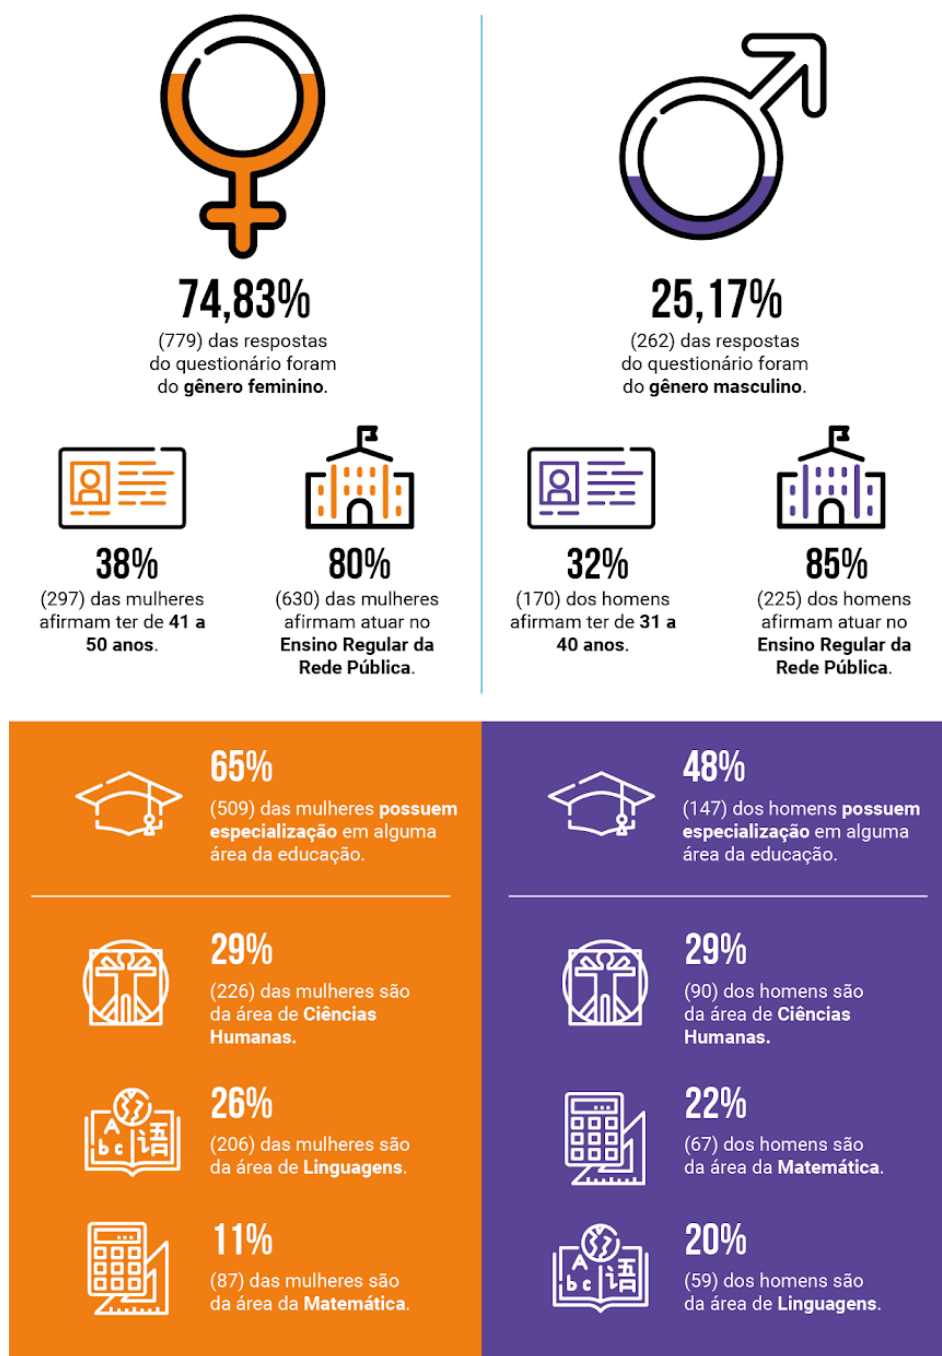 74,83%
(779) das respostas
do questionário foram
do gênero feminino.
38%
(297) das mulheres
afirmam ter de 41 a
50 anos.
80%
(630) das mulheres
afirmam atuar no
Ensino Regular da
Rede Pública.
25,17%
(262) das respostas
do questionário foram
do gênero masculino.
32%
(170) dos homens
afirmam ter de 31 a
40 anos.
85%
(225) dos homens
afirmam atuar no
Ensino Regular da
Rede Pública.
65%
(509) das mulheres possuem
especialização em alguma
área da educação.
29%
(226) das mulheres são
da área de Ciências
Humanas.
A
bc
语
26%
(206) das mulheres são
da área de Linguagens.
11%
(87) das mulheres são
da área da Matemática.
48%
(147) dos homens possuem
especialização em alguma
área da educação.
29%
(90) dos homens são
da área de Ciências
Humanas.
22%
(67) dos homens são
da área da Matemática.
A
bc
语
20%
(59) dos homens são
da área de Linguagens.